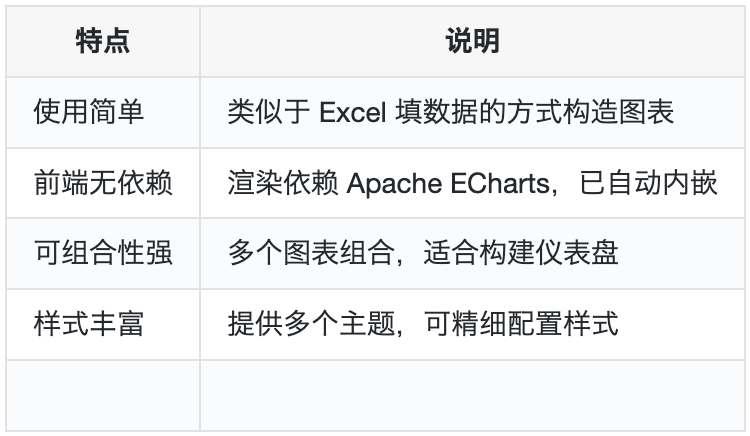 特点 说明
使用简单 类似于 Excel 填数据的方式构造图表
前端无依赖 渲染依赖 Apache ECharts，已自动内嵌
可组合性强 多个图表组合，适合构建仪表盘
样式丰富 提供多个主题，可精细配置样式